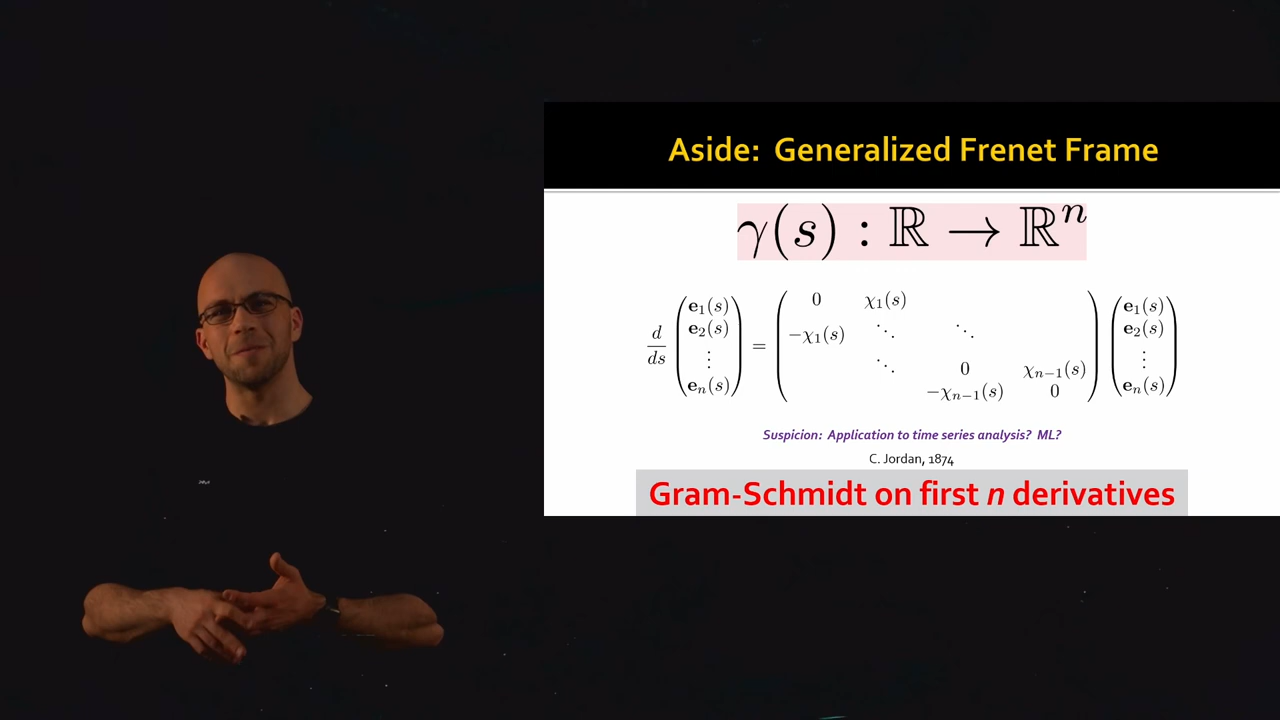 Aside: Generalized Frenet Frame
γ(s) : ℝ → ℝⁿ
d/ds (e₁(s) e₂(s) ⋮ eₙ(s)) = (0 χ₁(s) −χ₁(s) ⋱ ⋱ ⋱ 0 χₙ₋₁(s) −χₙ₋₁(s) 0) (e₁(s) e₂(s) ⋮ eₙ(s))
Suspicion: Application to time series analysis? ML?
C. Jordan, 1874
Gram-Schmidt on first n derivatives